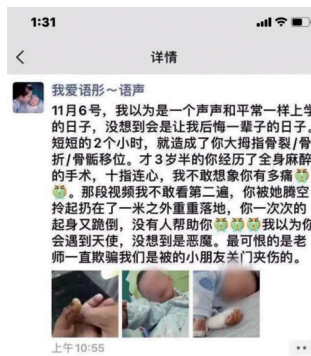 1:31
详情
我爱语彤～语声
11月6号，我以为是一个声声和平常一样上学
的日子，没想到会是让我后悔一辈子的日子。
短短的2个小时，就造成了你大拇指骨裂/骨
折/骨骺移位。才3岁半的你经历了全身麻醉
的手术，十指连心，我不敢想象你有多痛
。那段视频我不敢看第二遍，你被她腾空
拎起扔在了一米之外重重落地，你一次次的
起身又跪倒，没有人帮助你我以为你
会遇到天使，没想到是恶魔。最可恨的是老
师一直欺骗我们是被的小朋友关门夹伤的。
上午10:55